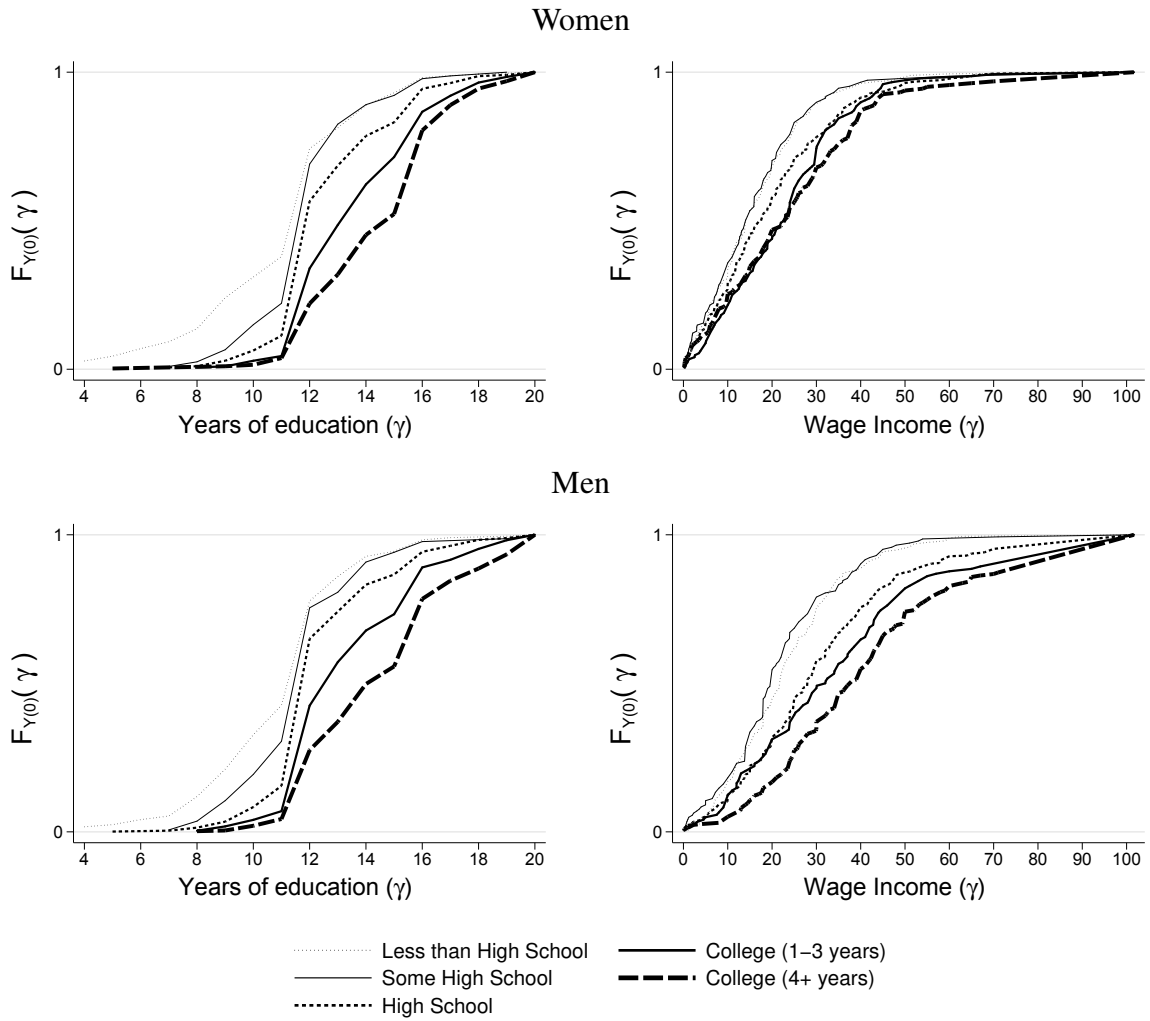 Women
1
0
F_Y(0)( γ )
4 6 8 10 12 14 16 18 20
Years of education (γ)
1
0
F_Y(0)( γ )
0 10 20 30 40 50 60 70 80 90 100
Wage Income (γ)
Men
1
0
F_Y(0)( γ )
4 6 8 10 12 14 16 18 20
Years of education (γ)
1
0
F_Y(0)( γ )
0 10 20 30 40 50 60 70 80 90 100
Wage Income (γ)
Less than High School
Some High School
High School
College (1−3 years)
College (4+ years)